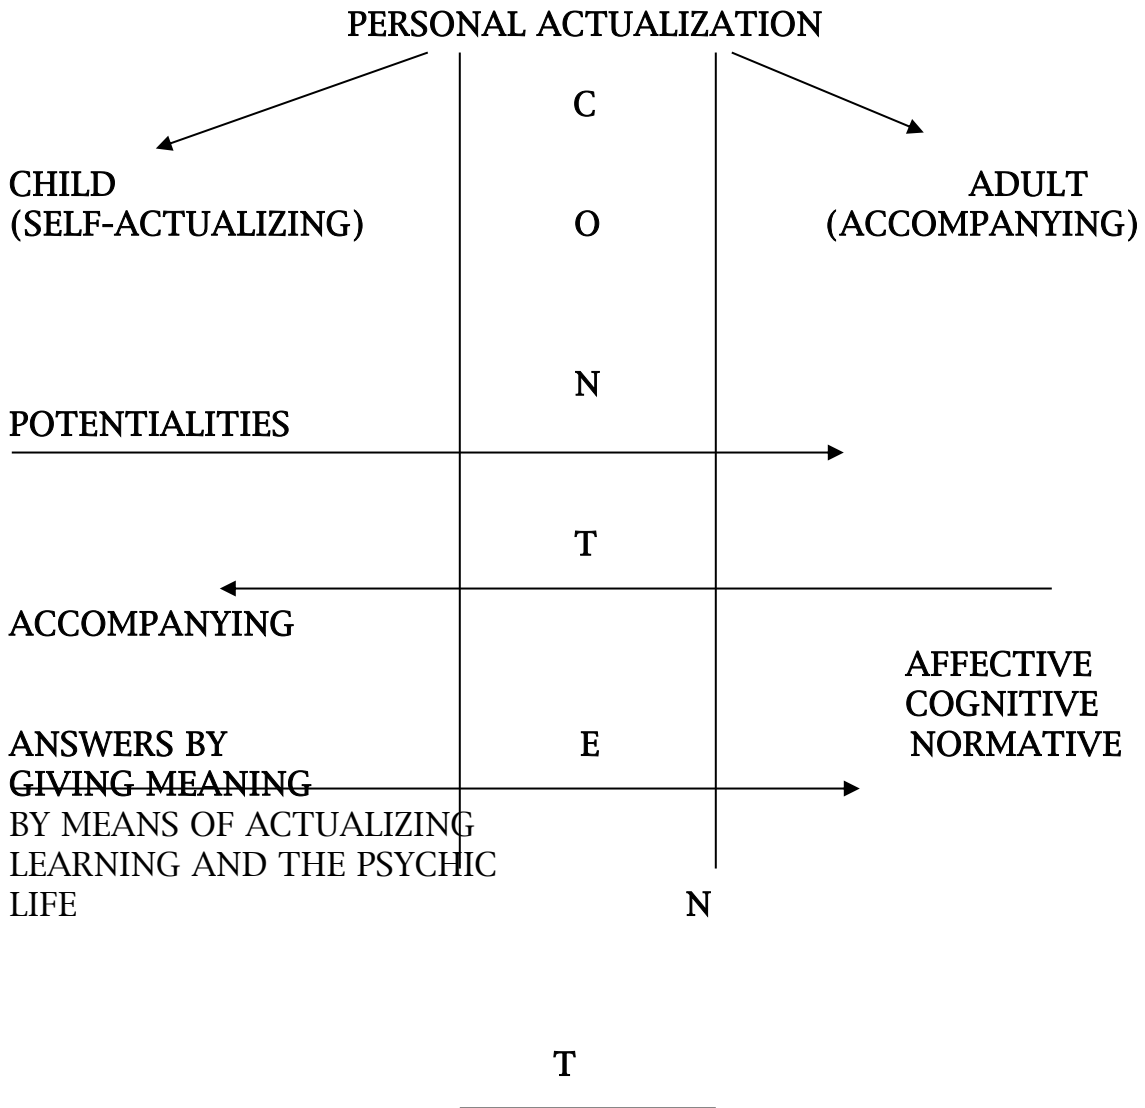 PERSONAL ACTUALIZATION
C
CHILD ADULT
(SELF-ACTUALIZING) O (ACCOMPANYING)
N
POTENTIALITIES
T
ACCOMPANYING
AFFECTIVE
COGNITIVE
ANSWERS BY E NORMATIVE
GIVING MEANING
BY MEANS OF ACTUALIZING
LEARNING AND THE PSYCHIC
LIFE N
T